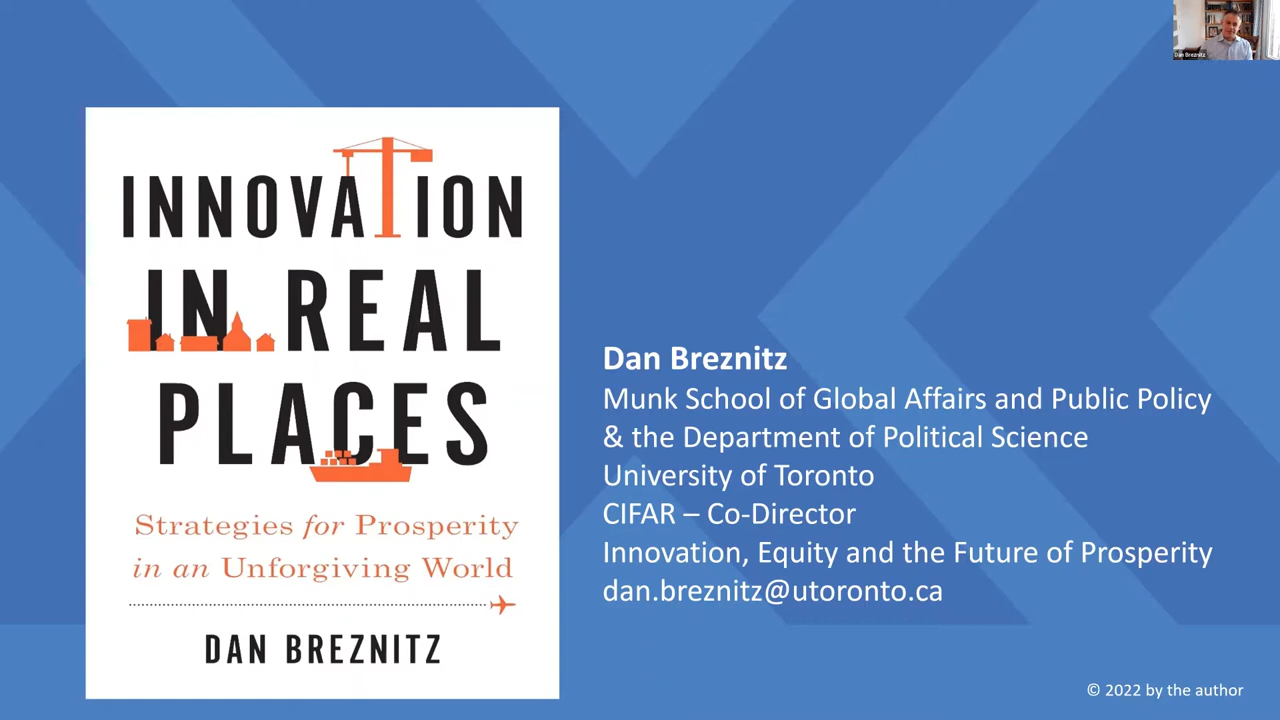 Dan Breznitz
INNOVATION
IN REAL
PLACES
Strategies for Prosperity
in an Unforgiving World
DAN BREZNITZ
Dan Breznitz
Munk School of Global Affairs and Public Policy
& the Department of Political Science
University of Toronto
CIFAR – Co-Director
Innovation, Equity and the Future of Prosperity
dan.breznitz@utoronto.ca
© 2022 by the author